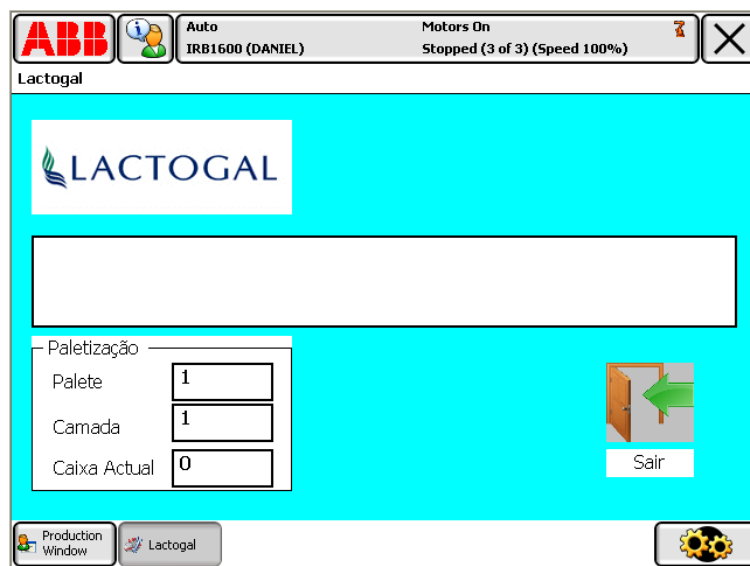 ABB
Auto
Motors On
IRB1600 (DANIEL)
Stopped (3 of 3) (Speed 100%)
Lactogal
LACTOGAL
Paletização
Palete
1
Camada
1
Caixa Actual
0
Sair
Production
Window
Lactogal